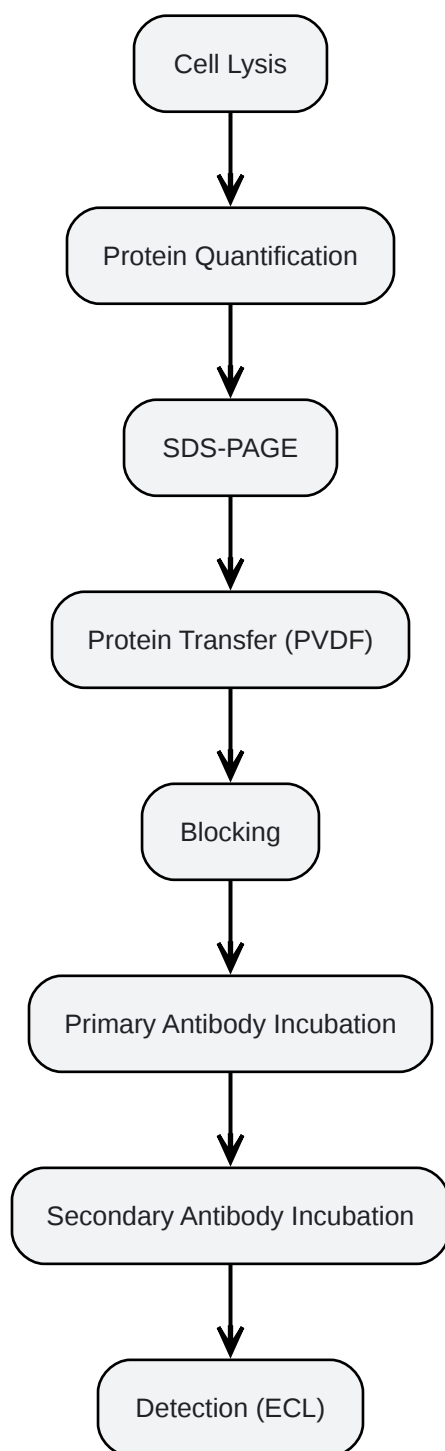 Cell Lysis
Protein Quantification
SDS-PAGE
Protein Transfer (PVDF)
Blocking
Primary Antibody Incubation
Secondary Antibody Incubation
Detection (ECL)